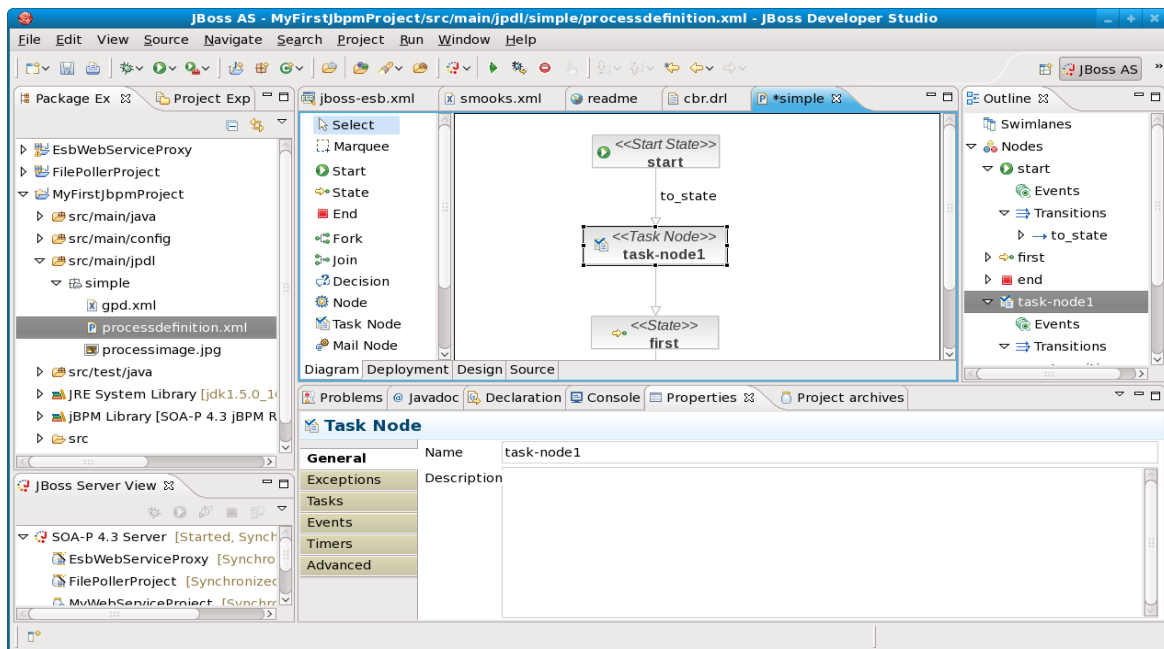 JBoss AS - MyFirstJbpmProject/src/main/jpdl/simple/processdefinition.xml - JBoss Developer Studio
File Edit View Source Navigate Search Project Run Window Help
JBoss AS
Package Ex Project Exp
EsbWebServiceProxy
FilePollerProject
MyFirstJbpmProject
src/main/java
src/main/config
src/main/jpdl
simple
gpd.xml
processdefinition.xml
processimage.jpg
src/test/java
JRE System Library [jdk1.5.0_1
jBPM Library [SOA-P 4.3 jBPM R
src
jboss-esb.xml smooks.xml readme cbr.drl *simple
Select
Marquee
Start
State
End
Fork
Join
Decision
Node
Task Node
Mail Node
<<Start State>>
start
to_state
<<Task Node>>
task-node1
<<State>>
first
Diagram Deployment Design Source
Outline
Swimlanes
Nodes
start
Events
Transitions
to_state
first
end
task-node1
Events
Transitions
JBoss Server View
SOA-P 4.3 Server [Started, Synch
EsbWebServiceProxy [Synchro
FilePollerProject [Synchronized
MyWebServiceProject [Synchro
Problems @ Javadoc Declaration Console Properties Project archives
Task Node
General
Exceptions
Tasks
Events
Timers
Advanced
Name task-node1
Description